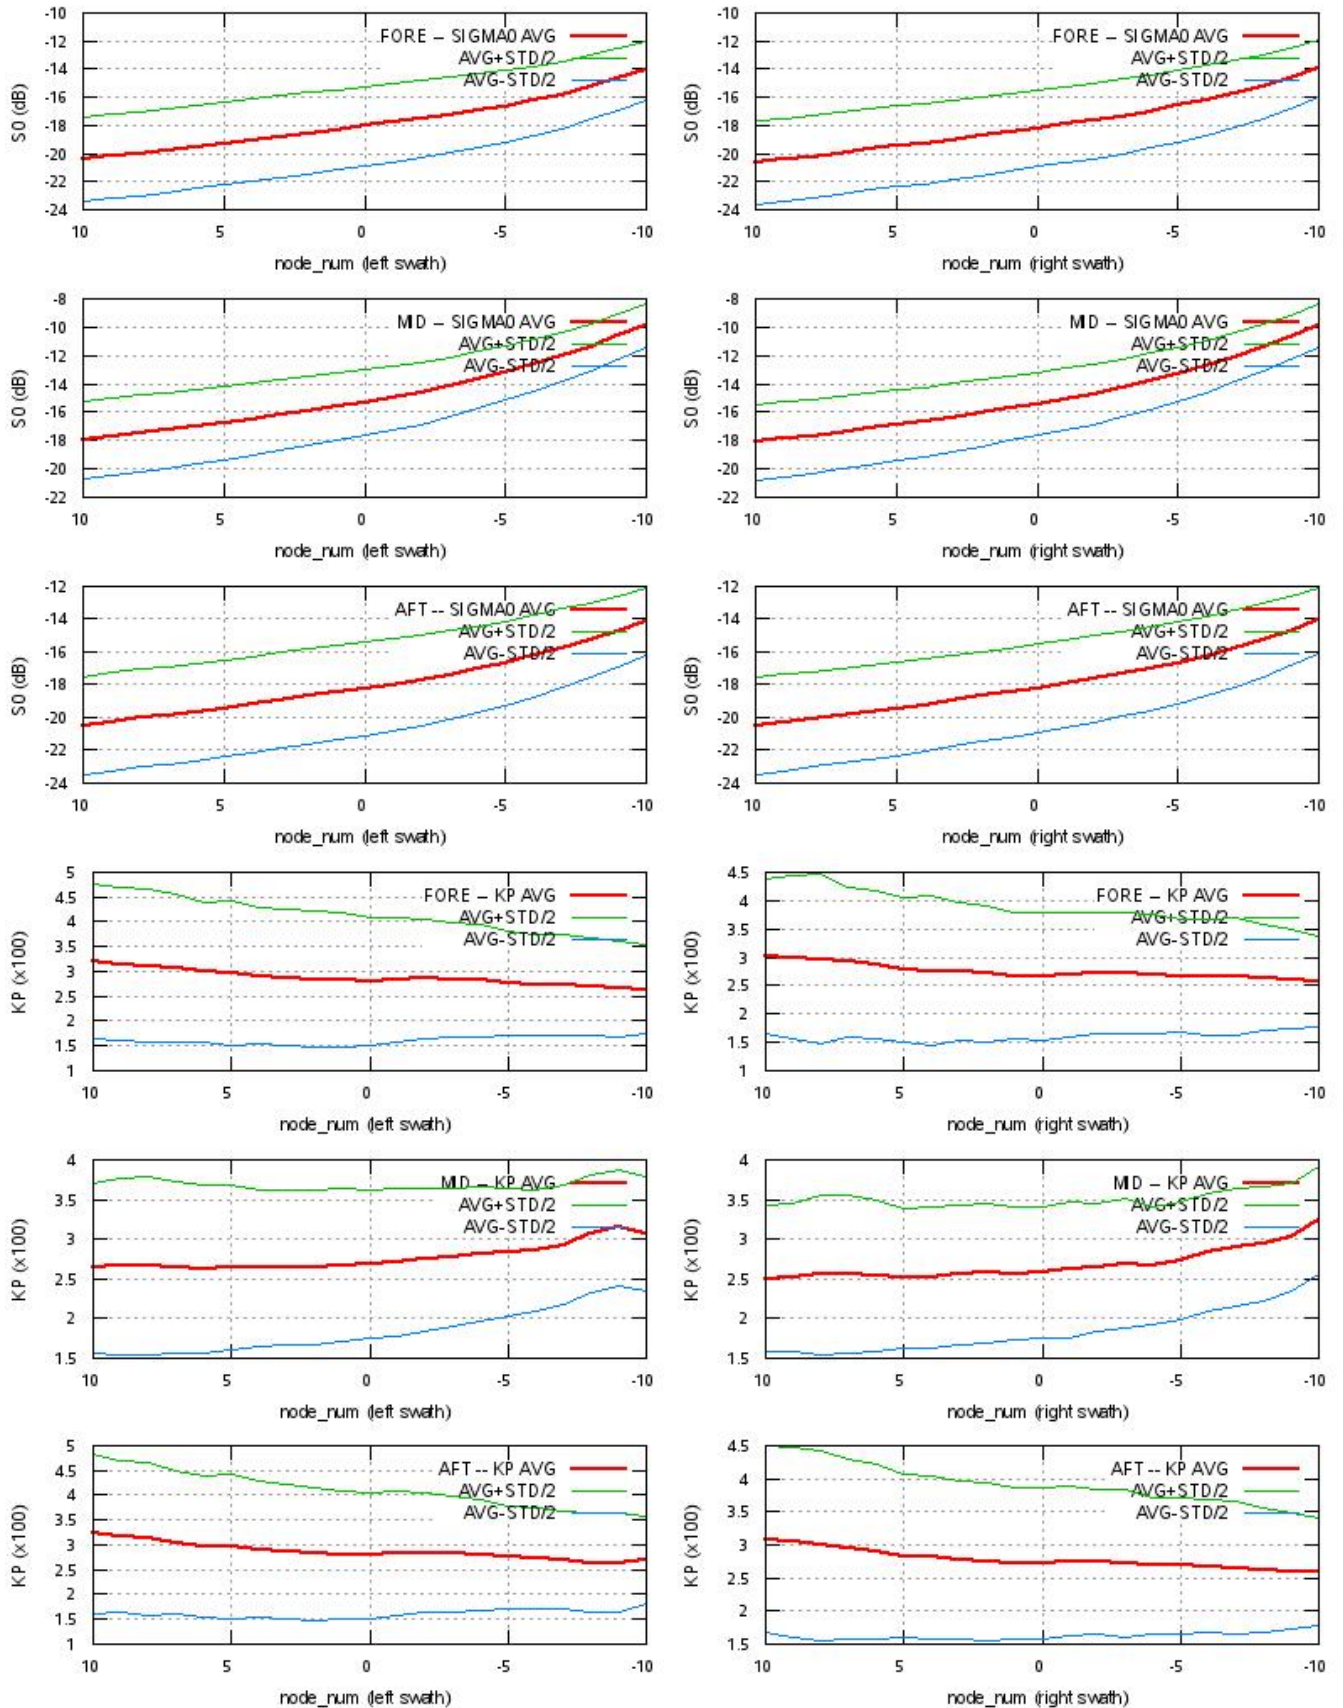 -10
-12
-14
-16
-18
-20
-22
-24
S0 (dB)
FORE -- SIGMA0 AVG
AVG+STD/2
AVG-STD/2
10 5 0 -5 -10
node_num (left swath)
-10
-12
-14
-16
-18
-20
-22
-24
S0 (dB)
FORE -- SIGMA0 AVG
AVG+STD/2
AVG-STD/2
10 5 0 -5 -10
node_num (right swath)
-8
-10
-12
-14
-16
-18
-20
-22
S0 (dB)
MID -- SIGMA0 AVG
AVG+STD/2
AVG-STD/2
10 5 0 -5 -10
node_num (left swath)
-8
-10
-12
-14
-16
-18
-20
-22
S0 (dB)
MID -- SIGMA0 AVG
AVG+STD/2
AVG-STD/2
10 5 0 -5 -10
node_num (right swath)
-12
-14
-16
-18
-20
-22
-24
S0 (dB)
AFT -- SIGMA0 AVG
AVG+STD/2
AVG-STD/2
10 5 0 -5 -10
node_num (left swath)
-12
-14
-16
-18
-20
-22
-24
S0 (dB)
AFT -- SIGMA0 AVG
AVG+STD/2
AVG-STD/2
10 5 0 -5 -10
node_num (right swath)
5
4.5
4
3.5
3
2.5
2
1.5
1
KP (x100)
FORE -- KP AVG
AVG+STD/2
AVG-STD/2
10 5 0 -5 -10
node_num (left swath)
4.5
4
3.5
3
2.5
2
1.5
1
KP (x100)
FORE -- KP AVG
AVG+STD/2
AVG-STD/2
10 5 0 -5 -10
node_num (right swath)
4
3.5
3
2.5
2
1.5
KP (x100)
MID -- KP AVG
AVG+STD/2
AVG-STD/2
10 5 0 -5 -10
node_num (left swath)
4
3.5
3
2.5
2
1.5
KP (x100)
MID -- KP AVG
AVG+STD/2
AVG-STD/2
10 5 0 -5 -10
node_num (right swath)
5
4.5
4
3.5
3
2.5
2
1.5
1
KP (x100)
AFT -- KP AVG
AVG+STD/2
AVG-STD/2
10 5 0 -5 -10
node_num (left swath)
4.5
4
3.5
3
2.5
2
1.5
KP (x100)
AFT -- KP AVG
AVG+STD/2
AVG-STD/2
10 5 0 -5 -10
node_num (right swath)